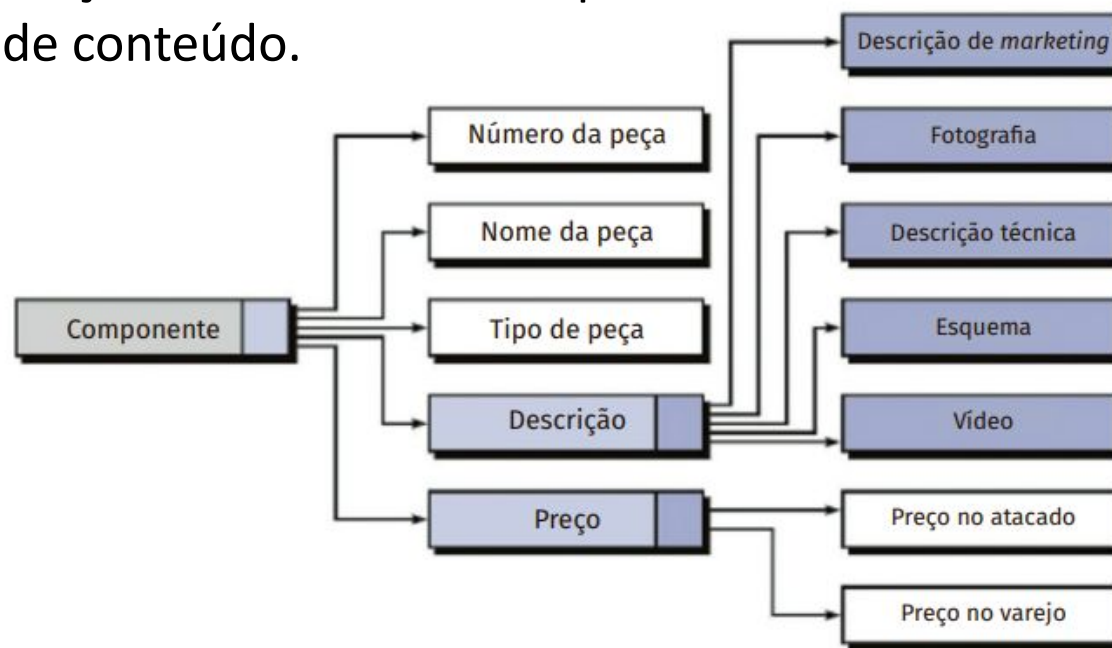 de conteúdo.
Descrição de marketing
Número da peça
Fotografia
Nome da peça
Descrição técnica
Componente
Tipo de peça
Esquema
Descrição
Vídeo
Preço
Preço no atacado
Preço no varejo